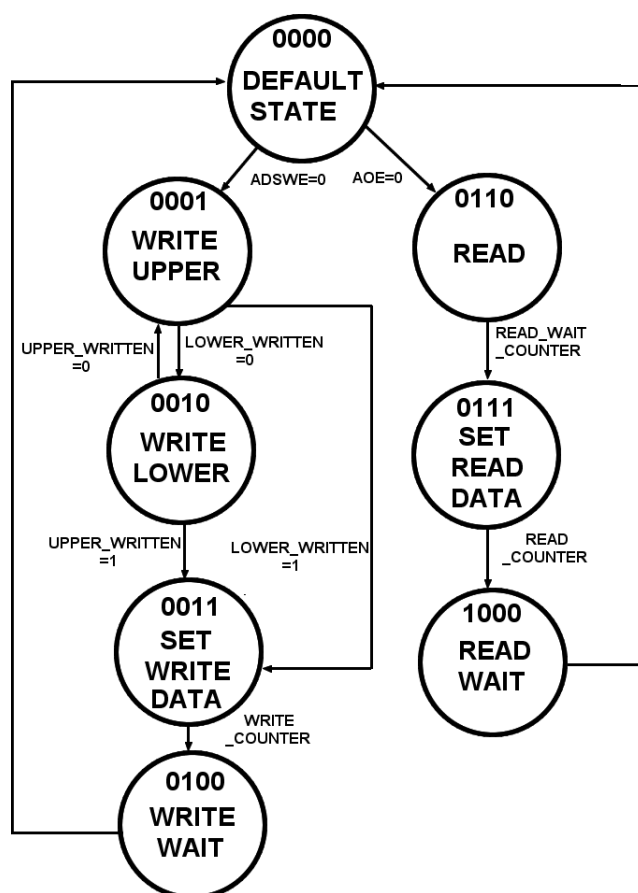 0000
DEFAULT
STATE
ADSWE=0
AOE=0
0001
WRITE
UPPER
0110
READ
UPPER_WRITTEN
=0
LOWER_WRITTEN
=0
READ_WAIT
_COUNTER
0010
WRITE
LOWER
0111
SET
READ
DATA
UPPER_WRITTEN
=1
LOWER_WRITTEN
=1
READ
_COUNTER
0011
SET
WRITE
DATA
1000
READ
WAIT
WRITE
_COUNTER
0100
WRITE
WAIT